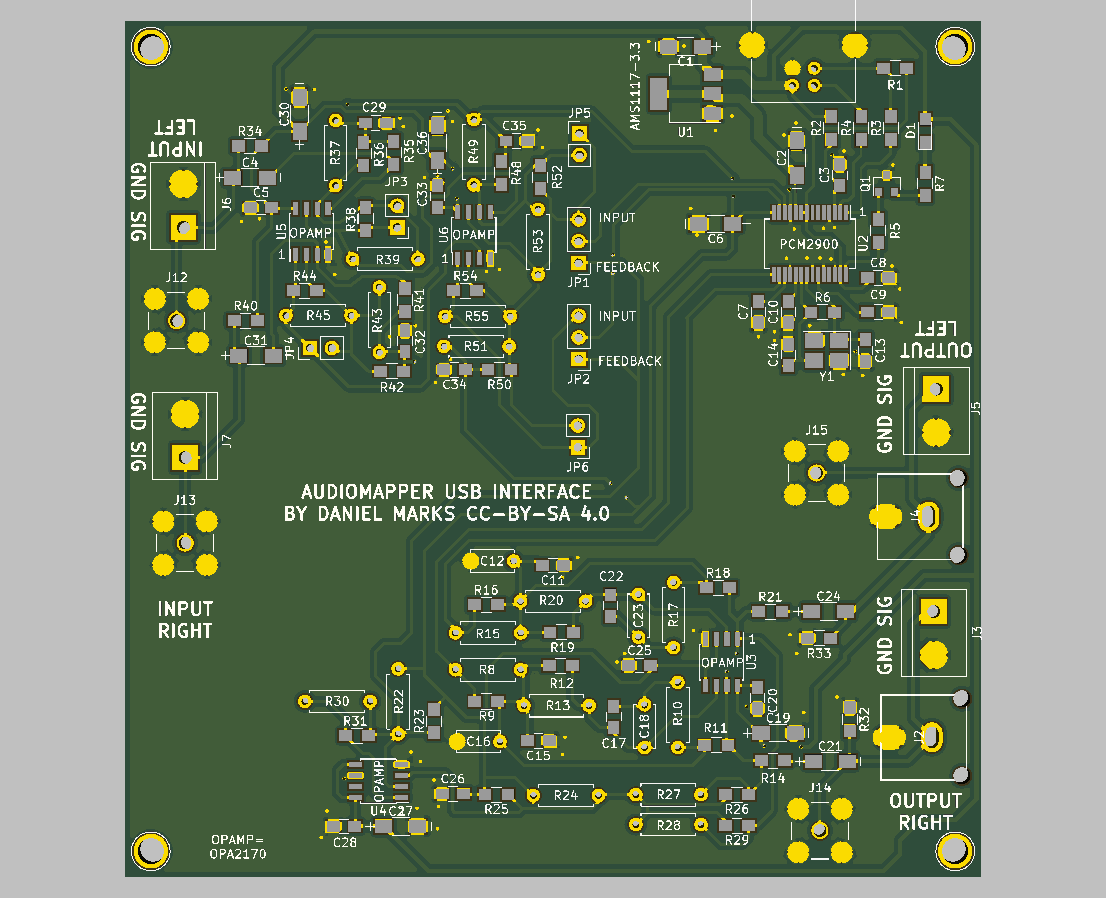 AMS1117-3.3
C1
U1
R1
C30
C29
R34
LEFT
INPUT
GND SIG
C4
C5
J6
R37
R36
R35
C36
R49
C35
R48
R52
JP5
JP3
C33
R38
U5
OPAMP
1
U6
OPAMP
1
R39
R53
INPUT
FEEDBACK
JP1
C2
R2
R4
R3
D1
C3
Q1
R7
1
PCM2900
U2
R5
C6
C8
C9
C7
C10
R6
C14
Y1
C13
J12
R44
R45
R43
R41
C32
R54
R55
R51
R40
C31
JP4
R42
C34
R50
INPUT
FEEDBACK
JP2
LEFT
OUTPUT
GND SIG
J5
GND SIG
J7
JP6
J15
J4
J13
AUDIOMAPPER USB INTERFACE
BY DANIEL MARKS CC-BY-SA 4.0
C12
C11
R16
R20
C22
R18
R15
R19
C23
R17
R21
C24
1
OPAMP
U3
R33
GND SIG
J3
INPUT
RIGHT
R8
R12
C25
R9
R13
C17
C18
R10
C20
C19
R11
R32
R14
C21
J2
R30
R31
R22
R23
C16
C15
OPAMP
U4
C27
C28
C26
R25
R24
R27
R26
R28
R29
J14
OUTPUT
RIGHT
OPAMP=
OPA2170